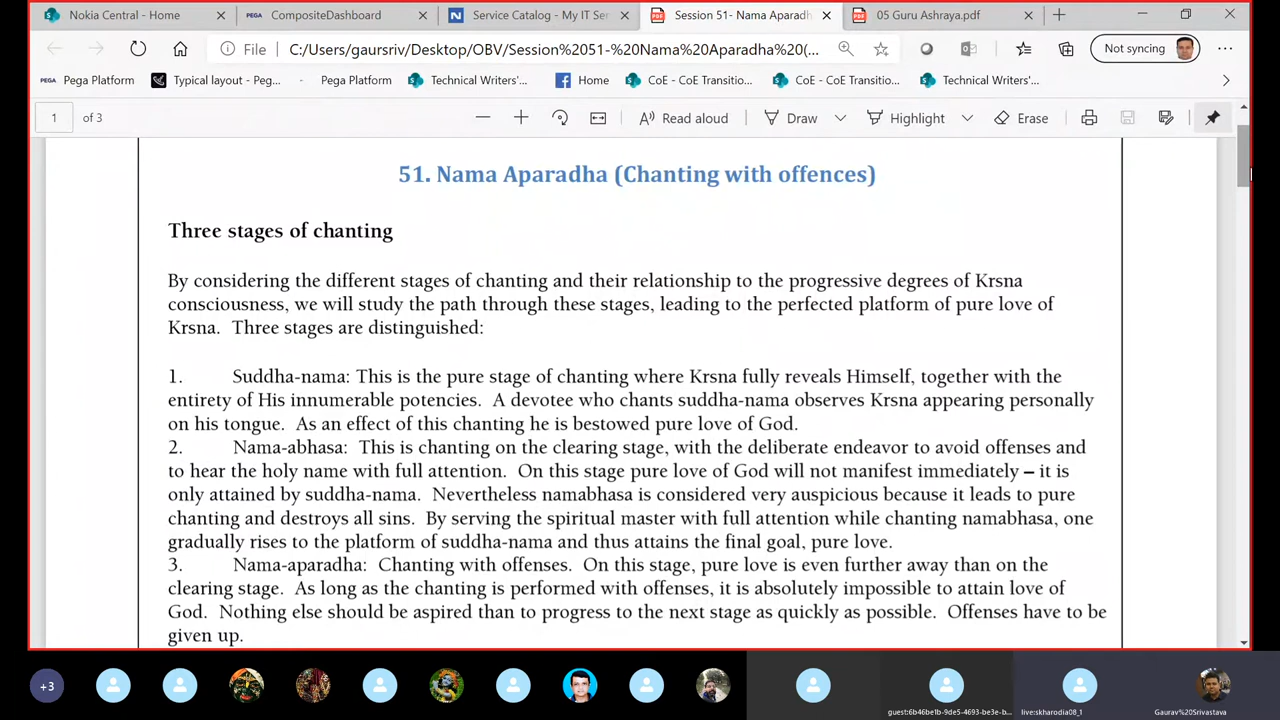 Nokia Central - Home
CompositeDashboard
Service Catalog - My IT Ser
Session 51- Nama Aparadh
05 Guru Ashraya.pdf
File
C:/Users/gaursriv/Desktop/OBV/Session%2051-%20Nama%20Aparadha%20(...
Not syncing
PEGA Pega Platform
Typical layout - Peg...
Pega Platform
Technical Writers'...
Home
CoE - CoE Transitio...
CoE - CoE Transitio...
Technical Writers'...
1 of 3
Read aloud
Draw
Highlight
Erase
51. Nama Aparadha (Chanting with offences)
Three stages of chanting
By considering the different stages of chanting and their relationship to the progressive degrees of Krsna
consciousness, we will study the path through these stages, leading to the perfected platform of pure love of
Krsna. Three stages are distinguished:
1. Suddha-nama: This is the pure stage of chanting where Krsna fully reveals Himself, together with the
entirety of His innumerable potencies. A devotee who chants suddha-nama observes Krsna appearing personally
on his tongue. As an effect of this chanting he is bestowed pure love of God.
2. Nama-abhasa: This is chanting on the clearing stage, with the deliberate endeavor to avoid offenses and
to hear the holy name with full attention. On this stage pure love of God will not manifest immediately – it is
only attained by suddha-nama. Nevertheless namabhasa is considered very auspicious because it leads to pure
chanting and destroys all sins. By serving the spiritual master with full attention while chanting namabhasa, one
gradually rises to the platform of suddha-nama and thus attains the final goal, pure love.
3. Nama-aparadha: Chanting with offenses. On this stage, pure love is even further away than on the
clearing stage. As long as the chanting is performed with offenses, it is absolutely impossible to attain love of
God. Nothing else should be aspired than to progress to the next stage as quickly as possible. Offenses have to be
given up.
+3
guest:6b46be1b-9de5-4693-be3e-b...
live:skharodia08_1
Gaurav%20Srivastava